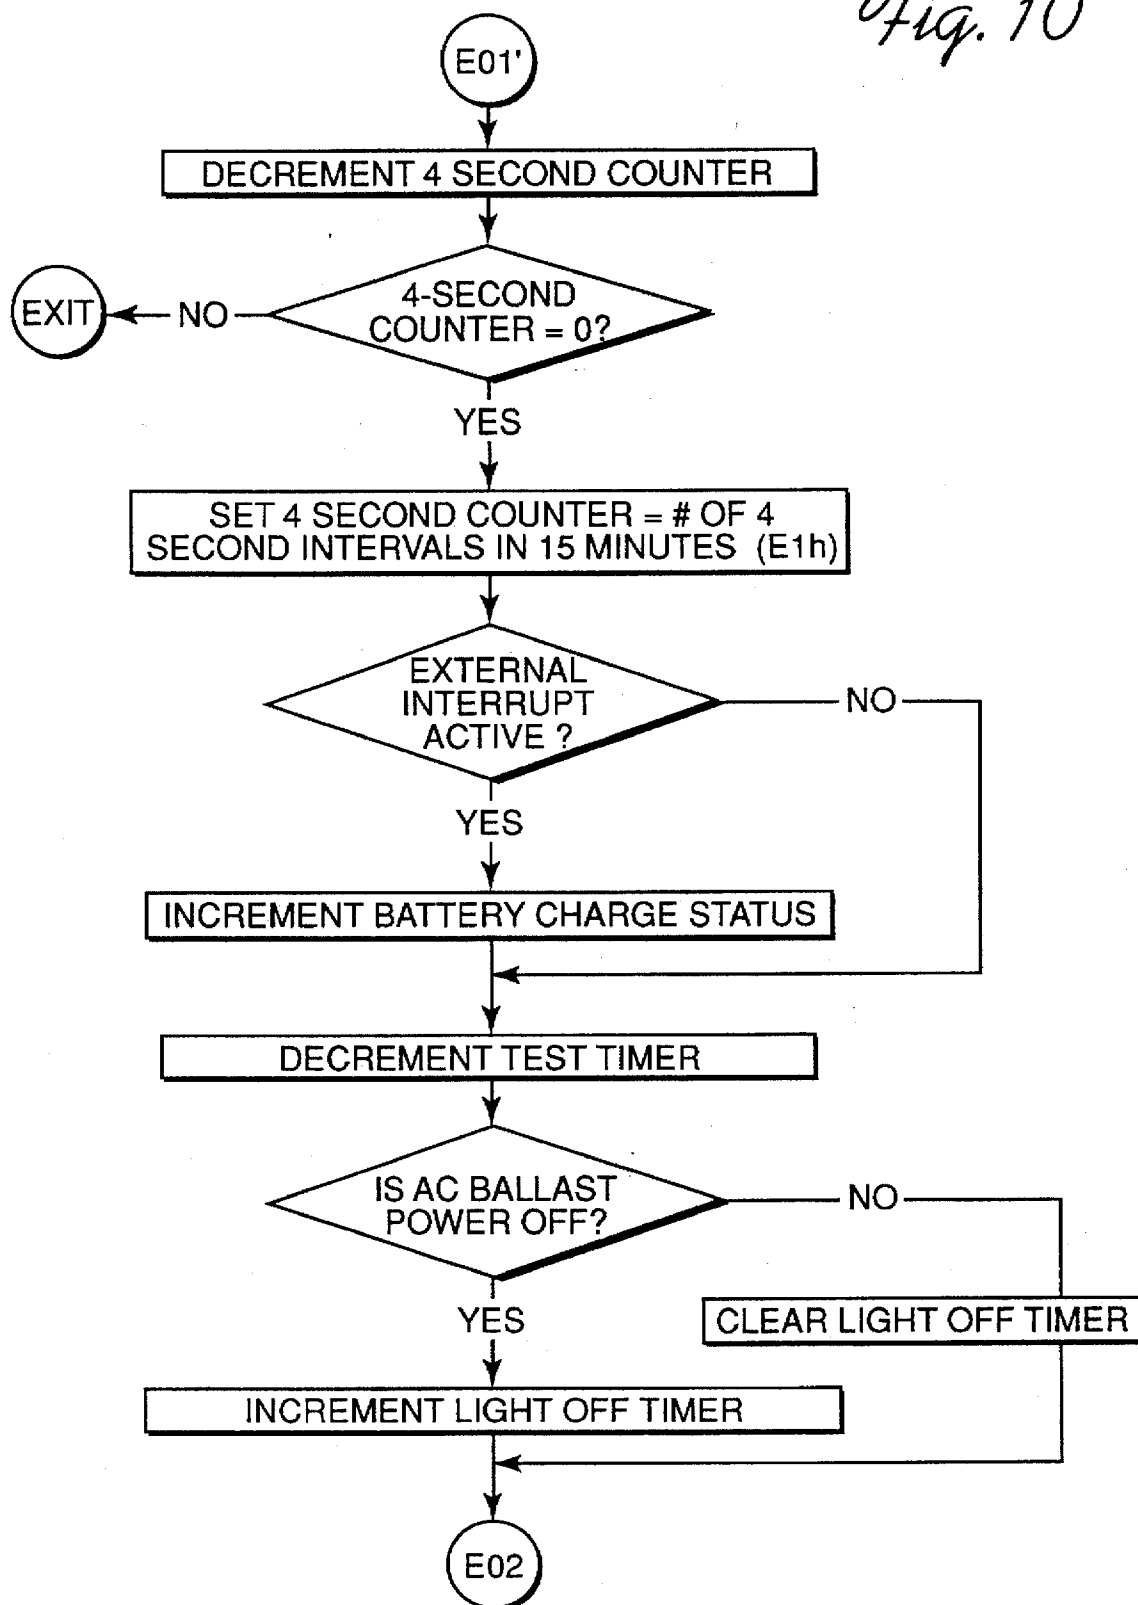 Fig. 10
E01'
DECREMENT 4 SECOND COUNTER
4-SECOND
COUNTER = 0?
NO
EXIT
YES
SET 4 SECOND COUNTER = # OF 4
SECOND INTERVALS IN 15 MINUTES (E1h)
EXTERNAL
INTERRUPT
ACTIVE ?
NO
YES
INCREMENT BATTERY CHARGE STATUS
DECREMENT TEST TIMER
IS AC BALLAST
POWER OFF?
NO
YES
CLEAR LIGHT OFF TIMER
INCREMENT LIGHT OFF TIMER
E02